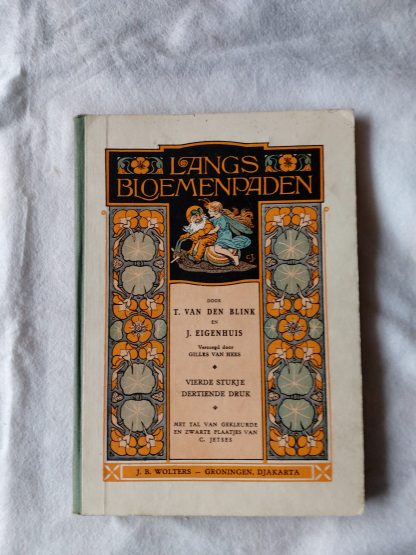 LANGS
BLOEMENPADEN
CJ
DOOR
T. VAN DEN BLINK
EN
J. EIGENHUIS
Verzorgd door
GILLES VAN HEES
VIERDE STUKJE
DERTIENDE DRUK
MET TAL VAN GEKLEURDE
EN ZWARTE PLAATJES VAN
C. JETSES
J. B. WOLTERS — GRONINGEN, DJAKARTA